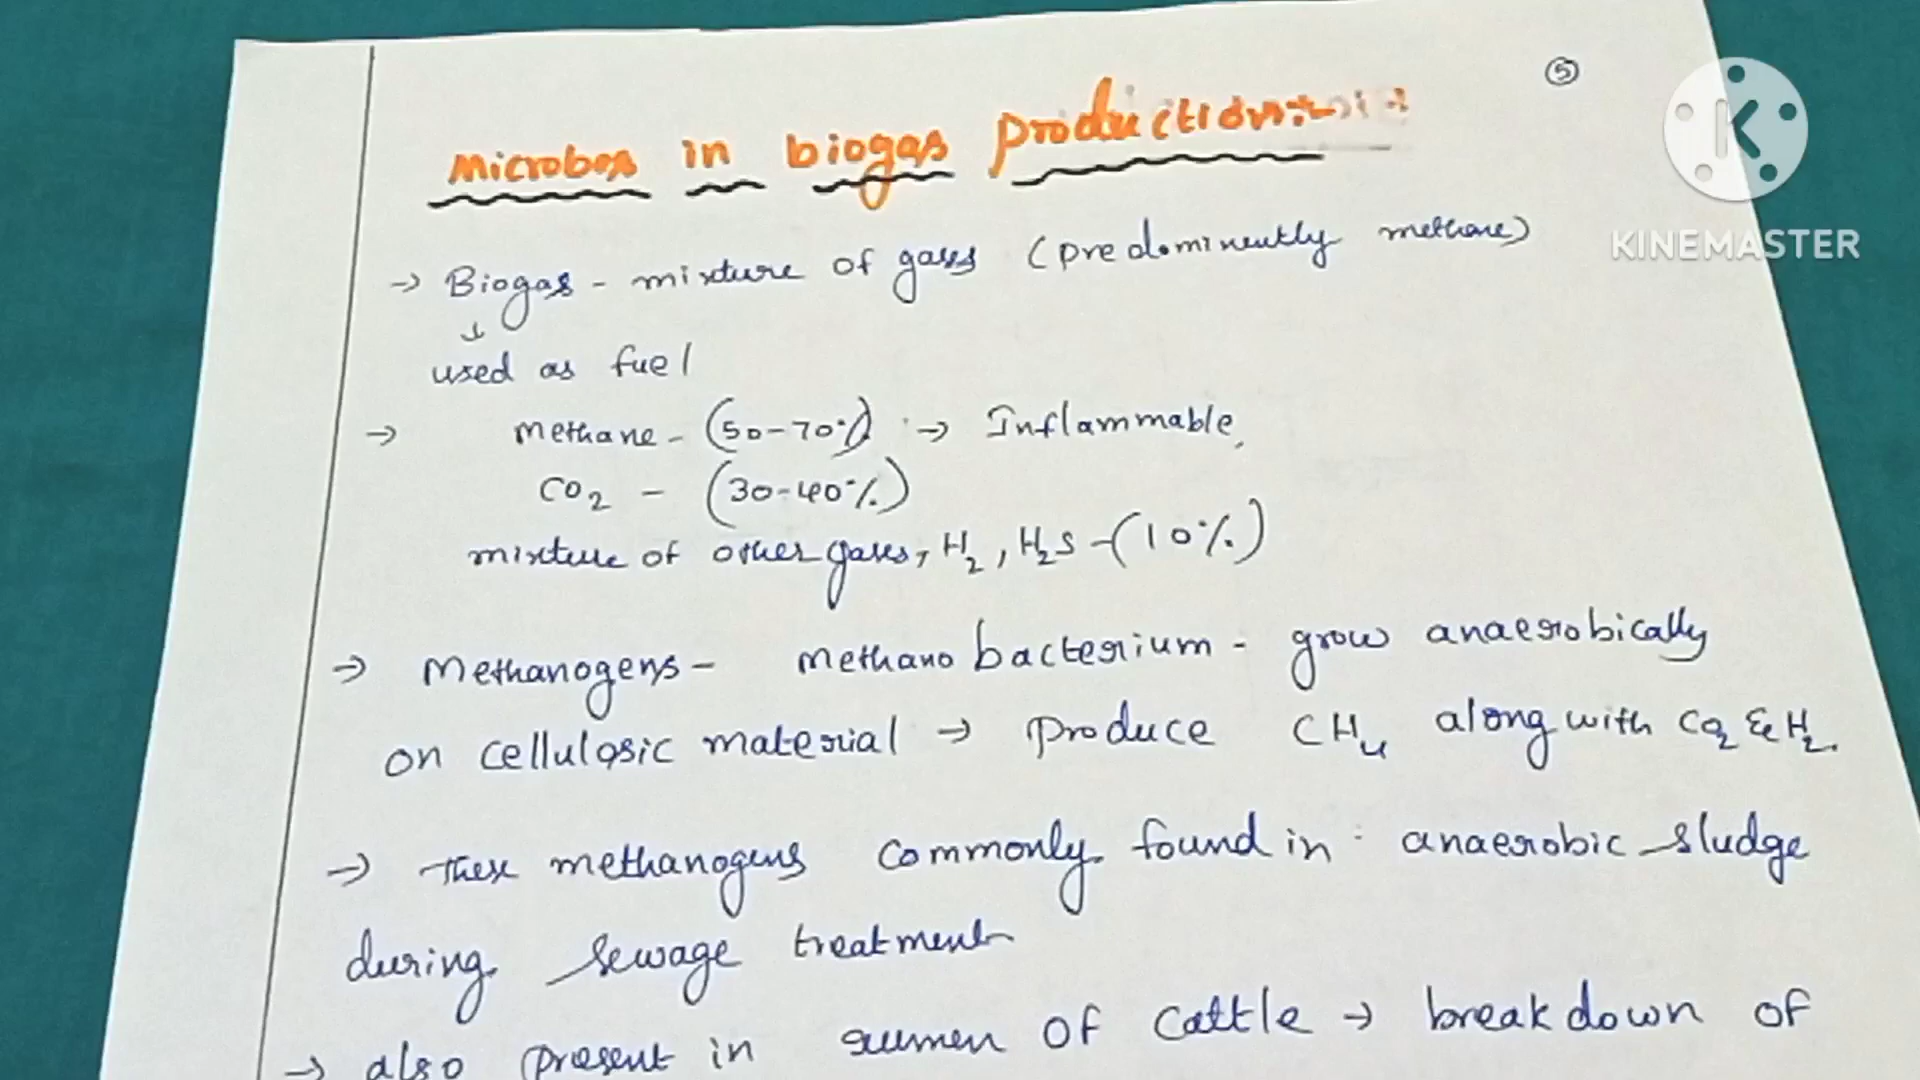 5
Microbes in biogas production:-
K
KINEMASTER
→ Biogas - mixture of gases (predominently methane)
↓
used as fuel
→ methane - (50-70%) → Inflammable
CO2 - (30-40%)
mixture of other gases, H2, H2S - (10%)
→ Methanogens - methano bacterium - grow anaerobically
on cellulosic material → produce CH4 along with CO2 & H2.
→ These methanogens commonly found in anaerobic sludge
during sewage treatment
→ also present in rumen of cattle → breakdown of